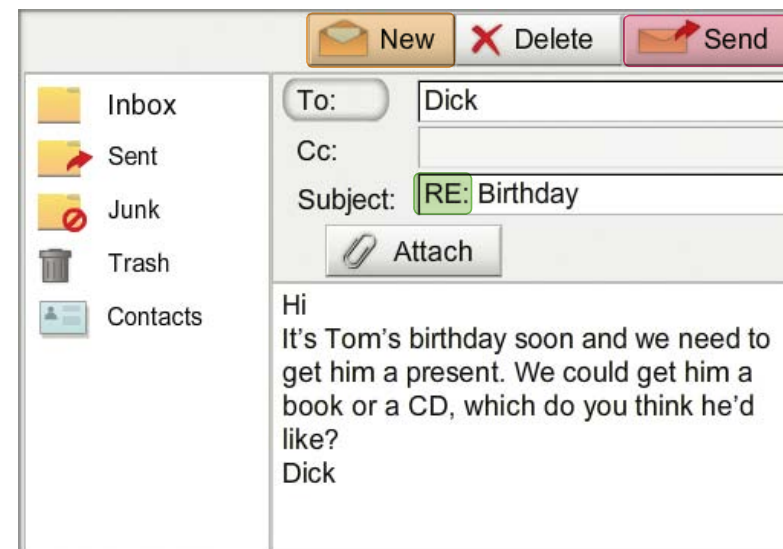 New Delete Send
Inbox
Sent
Junk
Trash
Contacts
To: Dick
Cc:
Subject: RE: Birthday
Attach
Hi
It's Tom's birthday soon and we need to
get him a present. We could get him a
book or a CD, which do you think he'd
like?
Dick